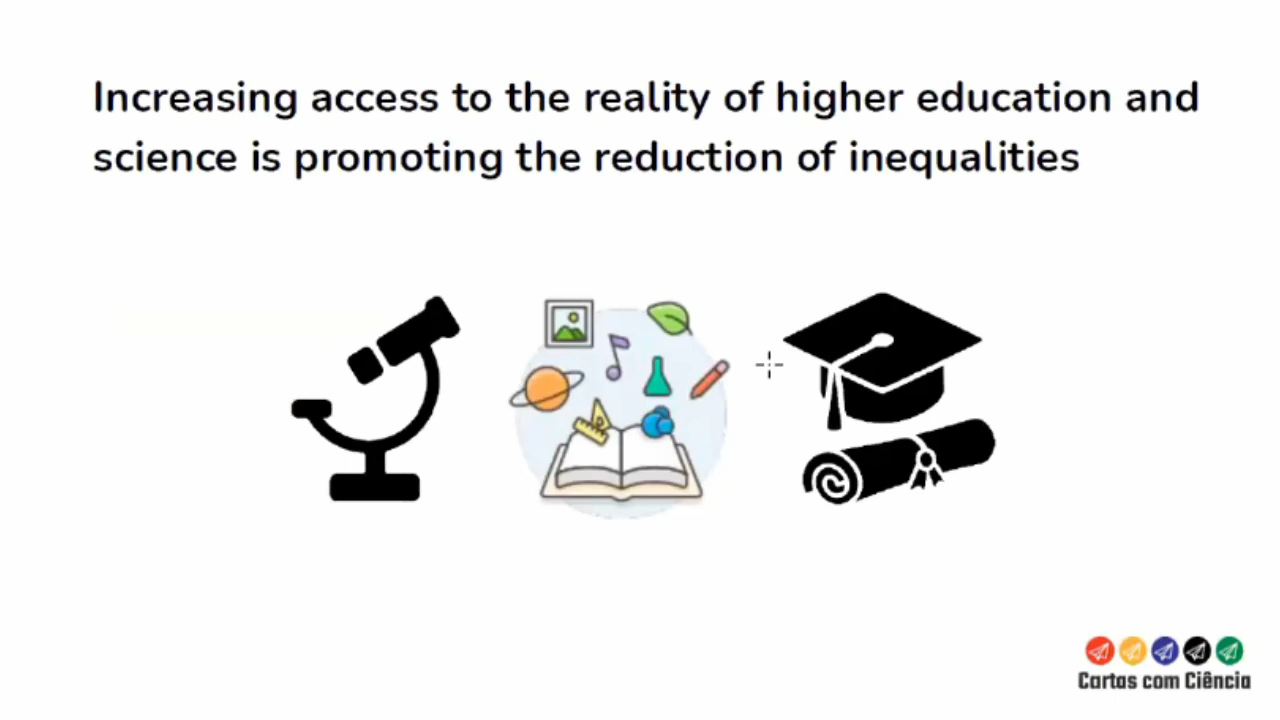 Increasing access to the reality of higher education and
science is promoting the reduction of inequalities
Cartas com Ciência